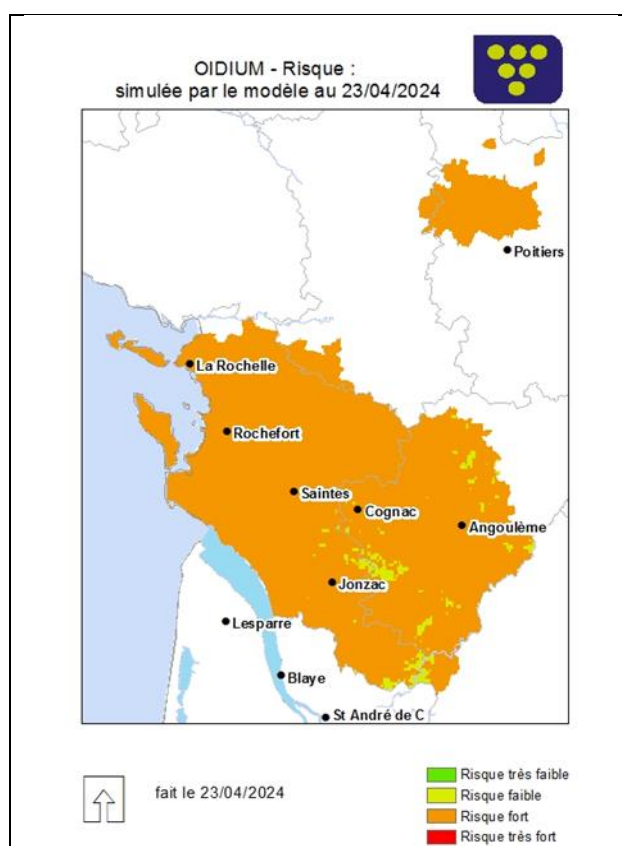 OIDIUM - Risque :
simulée par le modèle au 23/04/2024
Poitiers
La Rochelle
Rochefort
Saintes
Cognac
Angoulème
Jonzac
Lesparre
Blaye
St André de C
fait le 23/04/2024
Risque très faible
Risque faible
Risque fort
Risque très fort